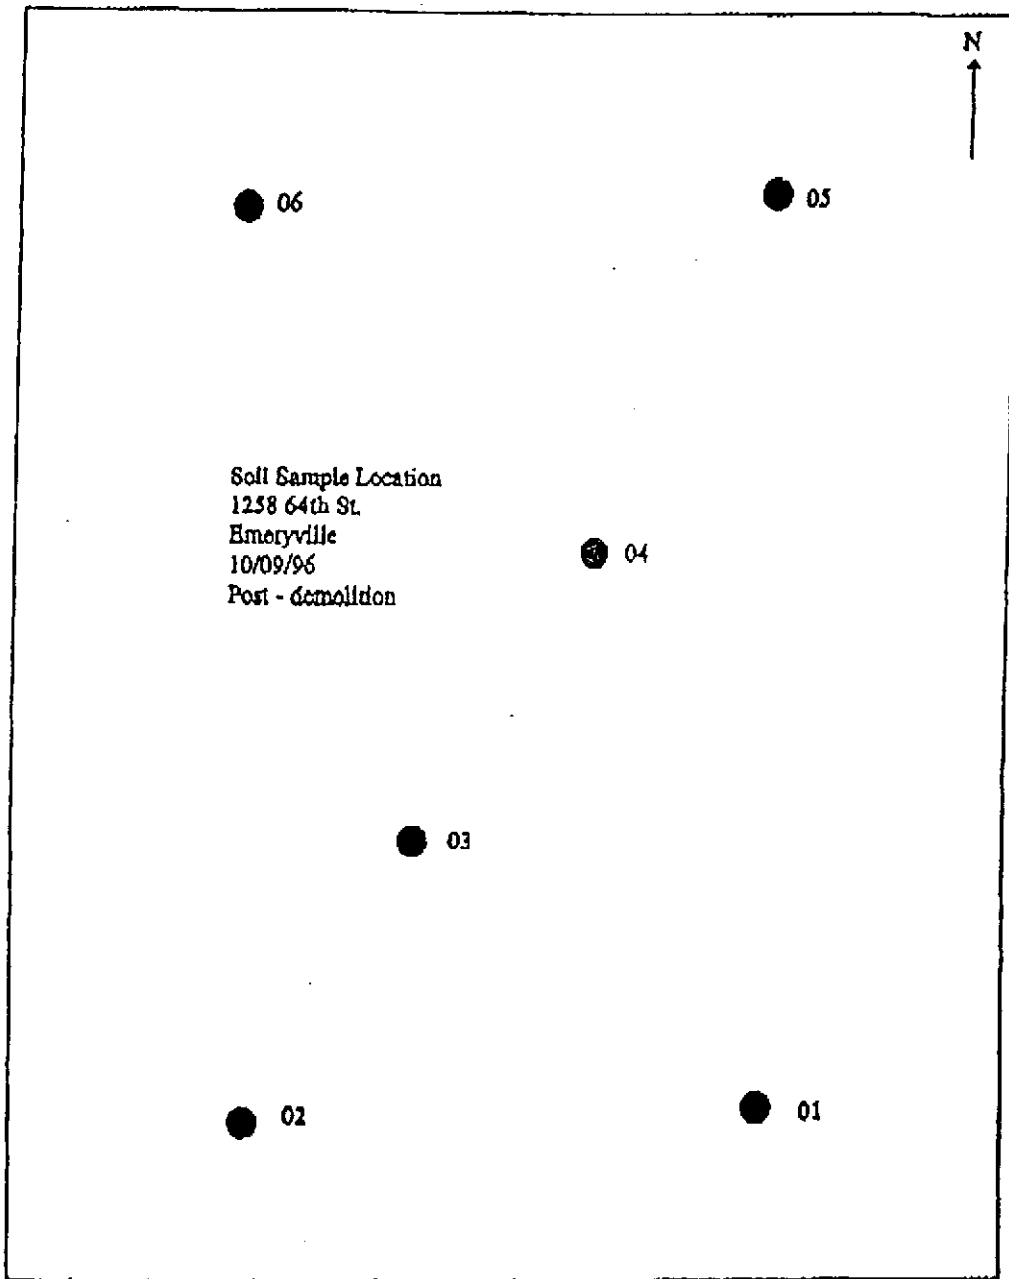 N
06
05
Soil Sample Location
1258 64th St.
Emeryville
10/09/96
Post - demolition
04
03
02
01